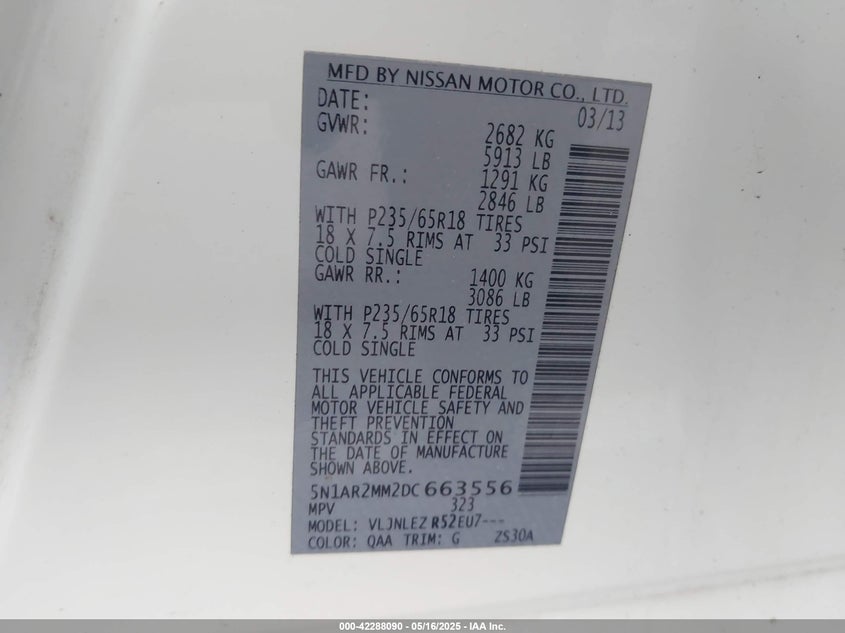 MFD BY NISSAN MOTOR CO., LTD.
DATE: 03/13
GVWR: 2682 KG
5913 LB
GAWR FR.: 1291 KG
2846 LB
WITH P235/65R18 TIRES
18 X 7.5 RIMS AT 33 PSI
COLD SINGLE
GAWR RR.: 1400 KG
3086 LB
WITH P235/65R18 TIRES
18 X 7.5 RIMS AT 33 PSI
COLD SINGLE
THIS VEHICLE CONFORMS TO
ALL APPLICABLE FEDERAL
MOTOR VEHICLE SAFETY AND
THEFT PREVENTION
STANDARDS IN EFFECT ON
THE DATE OF MANUFACTURE
SHOWN ABOVE.
5N1AR2MM2DC663556
MPV 323
MODEL: VLJNLEZ R52EU7---
COLOR: QAA TRIM: G ZS30A
000-42288090 - 05/16/2025 - IAA Inc.